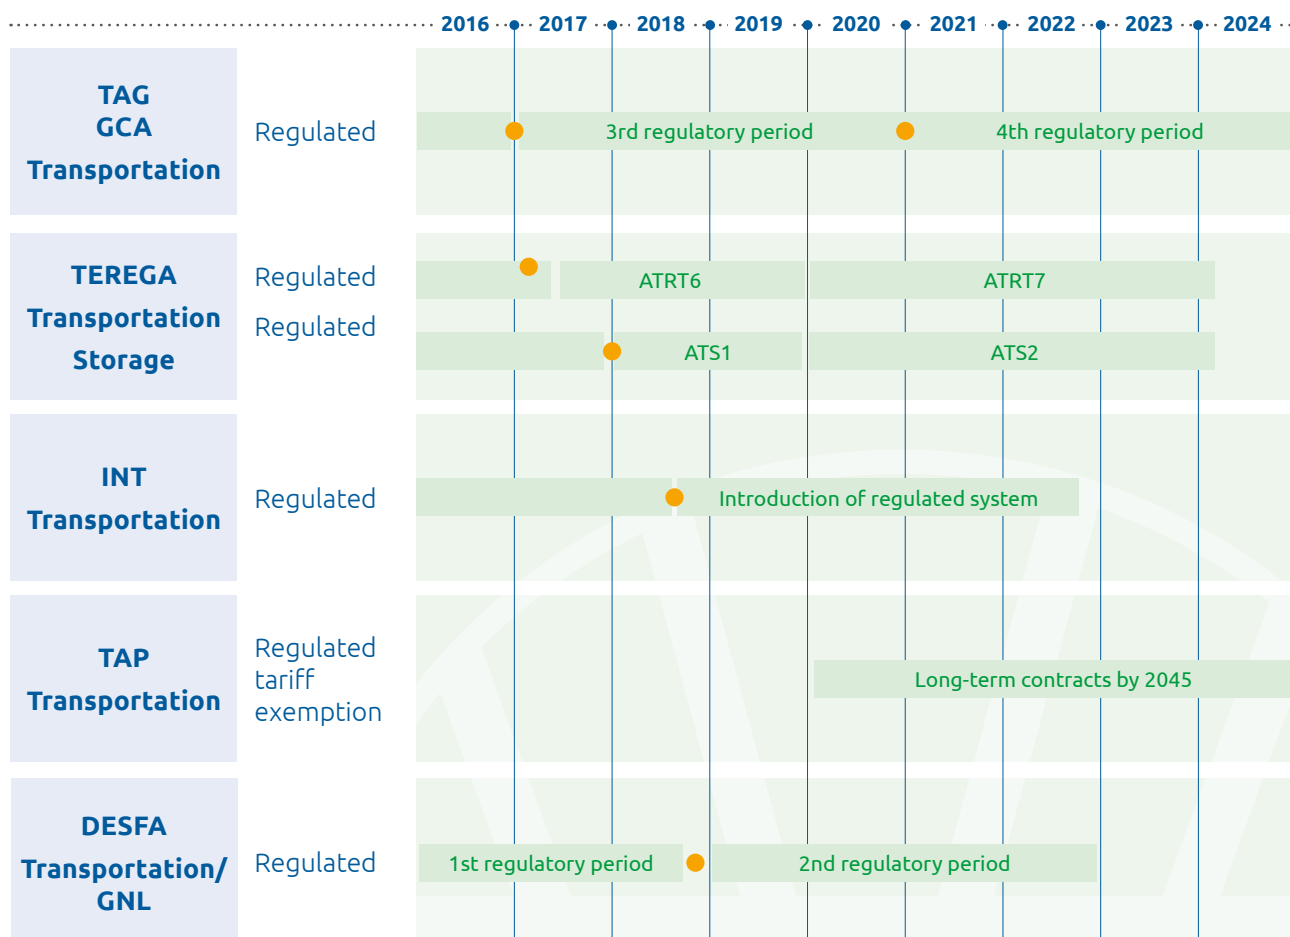 2016 2017 2018 2019 2020 2021 2022 2023 2024
TAG
GCA
Transportation
Regulated
3rd regulatory period
4th regulatory period
TEREGA
Transportation
Storage
Regulated
Regulated
ATRT6
ATRT7
ATS1
ATS2
INT
Transportation
Regulated
Introduction of regulated system
TAP
Transportation
Regulated
tariff
exemption
Long-term contracts by 2045
DESFA
Transportation/
GNL
Regulated
1st regulatory period
2nd regulatory period